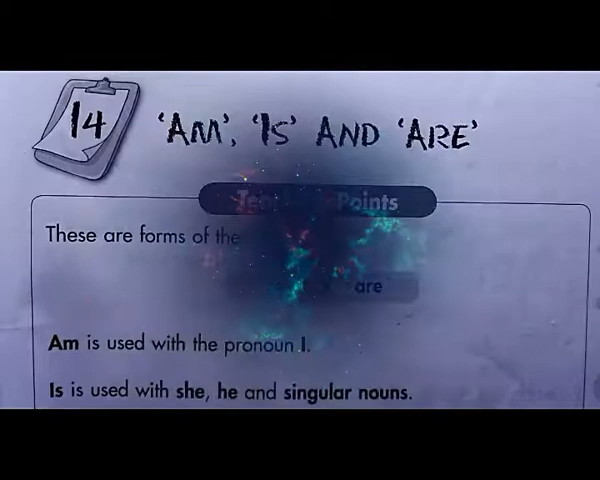 14
'AM', 'IS' AND 'ARE'
Points
These are forms of the
are
Am is used with the pronoun I.
Is is used with she, he and singular nouns.